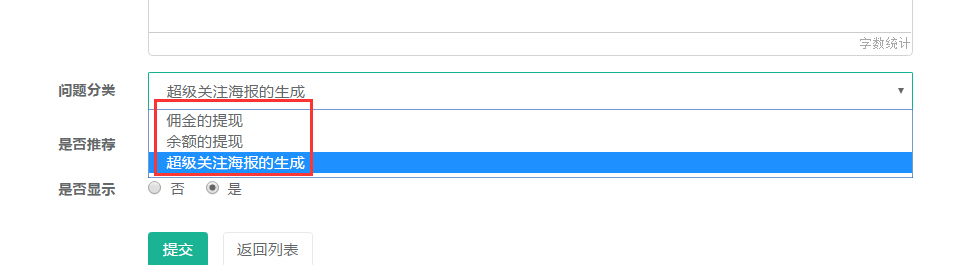 字数统计
问题分类
超级关注海报的生成
佣金的提现
余额的提现
超级关注海报的生成
是否推荐
是否显示 否 是
提交 返回列表